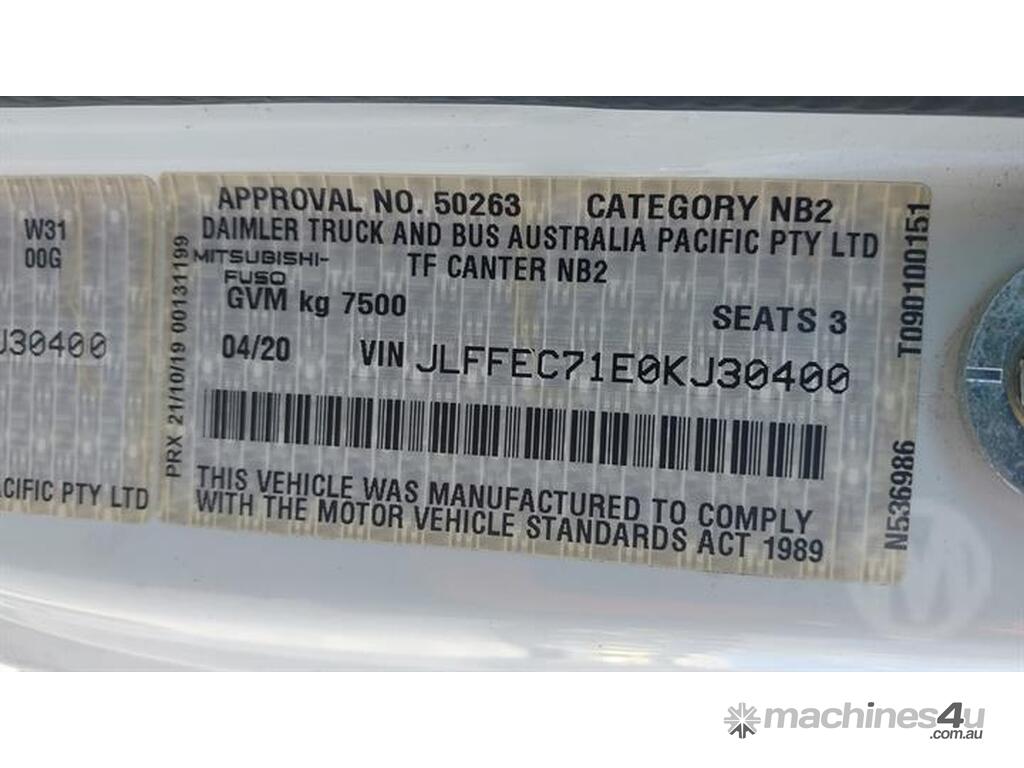 W31
00G
J30400
CIFIC PTY LTD
PRX 21/10/19 00131199
APPROVAL NO. 50263 CATEGORY NB2
DAIMLER TRUCK AND BUS AUSTRALIA PACIFIC PTY LTD
MITSUBISHI-
FUSO
TF CANTER NB2
GVM kg 7500
SEATS 3
04/20 VIN JLFFEC71E0KJ30400
THIS VEHICLE WAS MANUFACTURED TO COMPLY
WITH THE MOTOR VEHICLE STANDARDS ACT 1989
N536986 T090100151
machines4u
.com.au